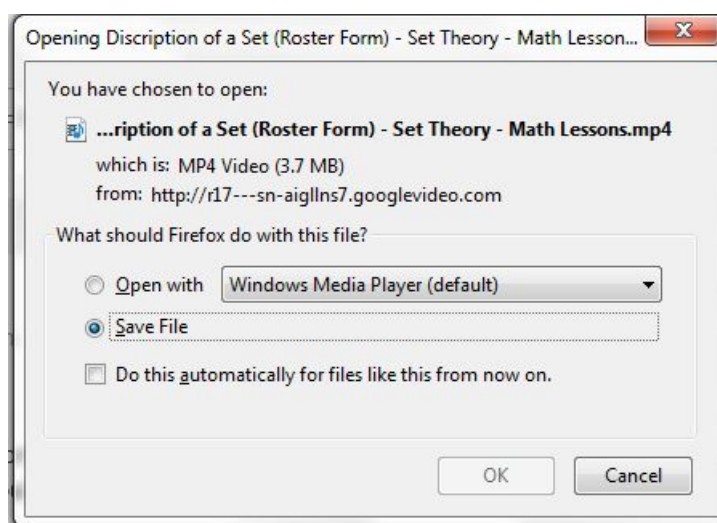 Opening Discription of a Set (Roster Form) - Set Theory - Math Lesson...
You have chosen to open:
...ription of a Set (Roster Form) - Set Theory - Math Lessons.mp4
which is: MP4 Video (3.7 MB)
from: http://r17---sn-aigllns7.googlevideo.com
What should Firefox do with this file?
Open with Windows Media Player (default)
Save File
Do this automatically for files like this from now on.
OK Cancel